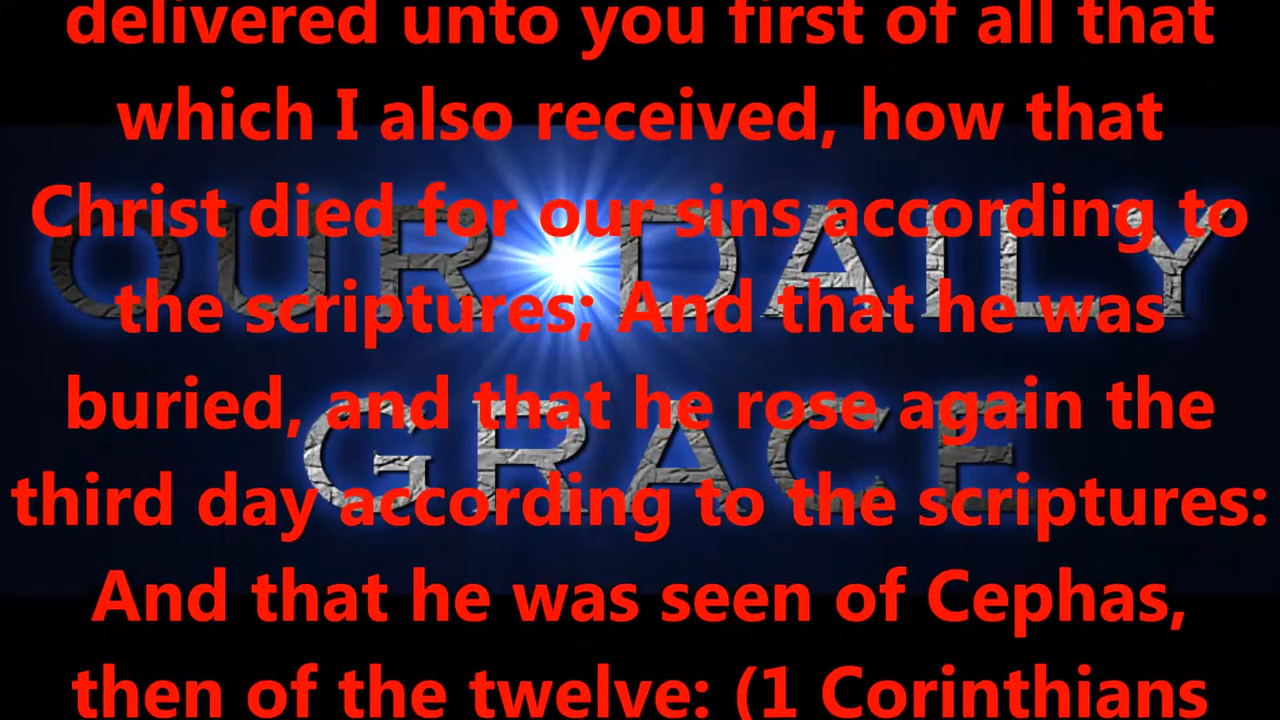 delivered unto you first of all that
which I also received, how that
Christ died for our sins according to
the scriptures; And that he was
buried, and that he rose again the
third day according to the scriptures:
And that he was seen of Cephas,
then of the twelve: (1 Corinthians
OUR DAILY
GRACE